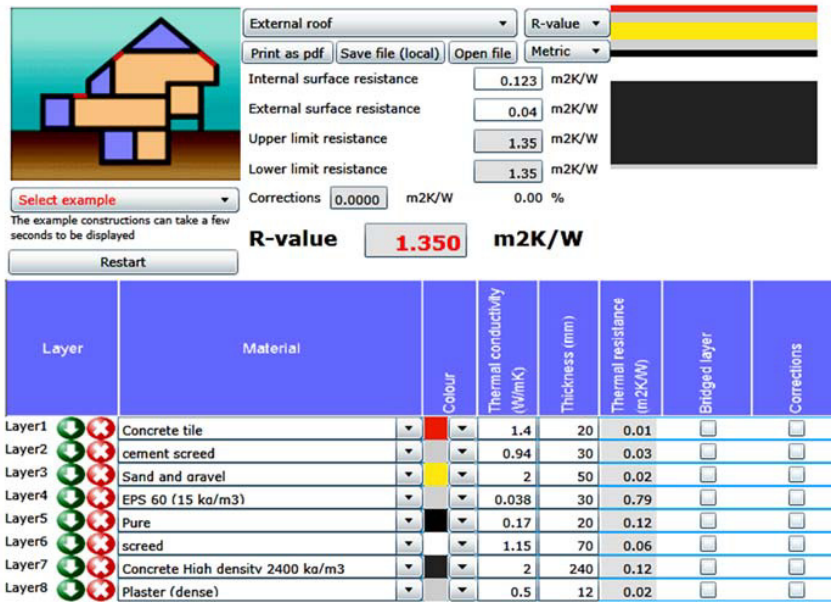 External roof R-value
Print as pdf Save file (local) Open file Metric
Internal surface resistance 0.123 m2K/W
External surface resistance 0.04 m2K/W
Upper limit resistance 1.35 m2K/W
Lower limit resistance 1.35 m2K/W
Select example
Corrections 0.0000 m2K/W 0.00 %
The example constructions can take a few
seconds to be displayed
R-value 1.350 m2K/W
Restart
Layer Material Colour Thermal conductivity (W/mK) Thickness (mm) Thermal resistance (m2K/W) Bridged layer Corrections
Layer1 Concrete tile 1.4 20 0.01
Layer2 cement screed 0.94 30 0.03
Layer3 Sand and gravel 2 50 0.02
Layer4 EPS 60 (15 kg/m3) 0.038 30 0.79
Layer5 Pure 0.17 20 0.12
Layer6 screed 1.15 70 0.06
Layer7 Concrete High density 2400 kg/m3 2 240 0.12
Layer8 Plaster (dense) 0.5 12 0.02